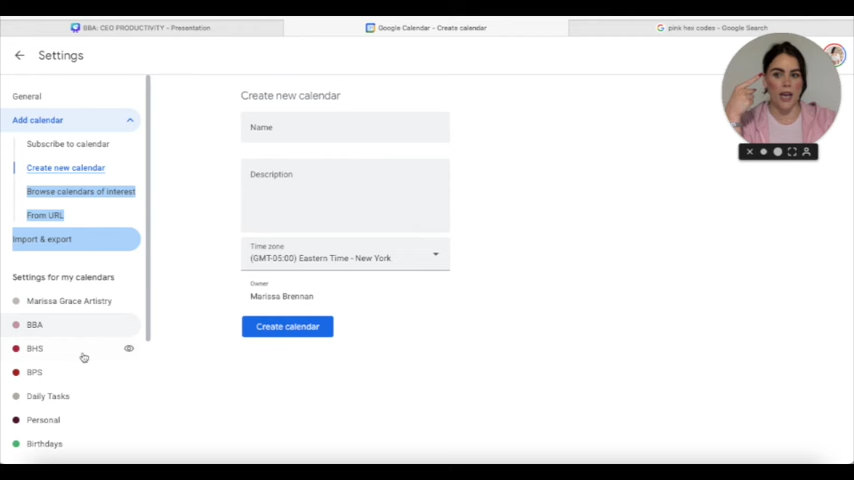 BBA: CEO PRODUCTIVITY - Presentation
Google Calendar - Create calendar
pink hex codes - Google Search
Settings
General
Add calendar
Subscribe to calendar
Create new calendar
Browse calendars of interest
From URL
Import & export
Settings for my calendars
Marissa Grace Artistry
BBA
BHS
BPS
Daily Tasks
Personal
Birthdays
Create new calendar
Name
Description
Time zone
(GMT-05:00) Eastern Time - New York
Owner
Marissa Brennan
Create calendar